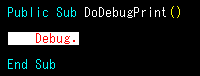 Public Sub DoDebugPrint()
Debug.
End Sub